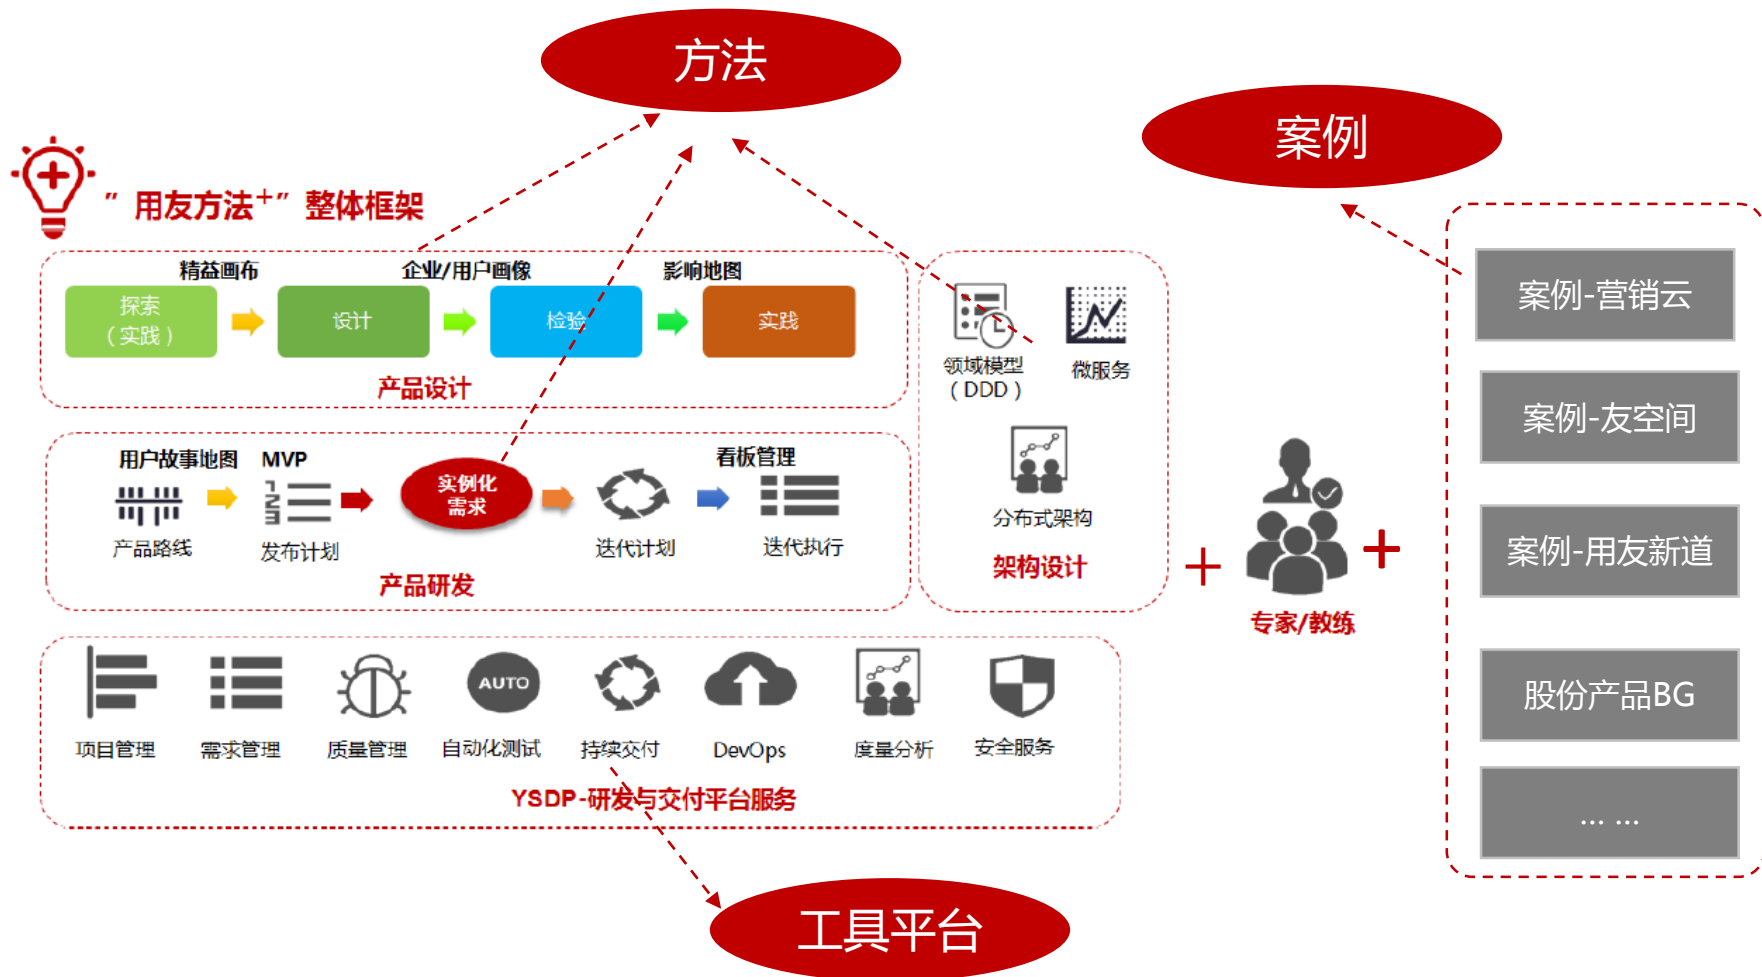 方法
案例
” 用友方法+” 整体框架
精益画布
企业/用户画像
影响地图
探索
（实践）
设计
检验
实践
产品设计
用户故事地图
MVP
看板管理
实例化
需求
产品路线
发布计划
迭代计划
迭代执行
产品研发
领域模型
（DDD）
微服务
分布式架构
架构设计
+
专家/教练
+
案例-营销云
案例-友空间
案例-用友新道
股份产品BG
... ...
AUTO
项目管理
需求管理
质量管理
自动化测试
持续交付
DevOps
度量分析
安全服务
YSDP-研发与交付平台服务
工具平台